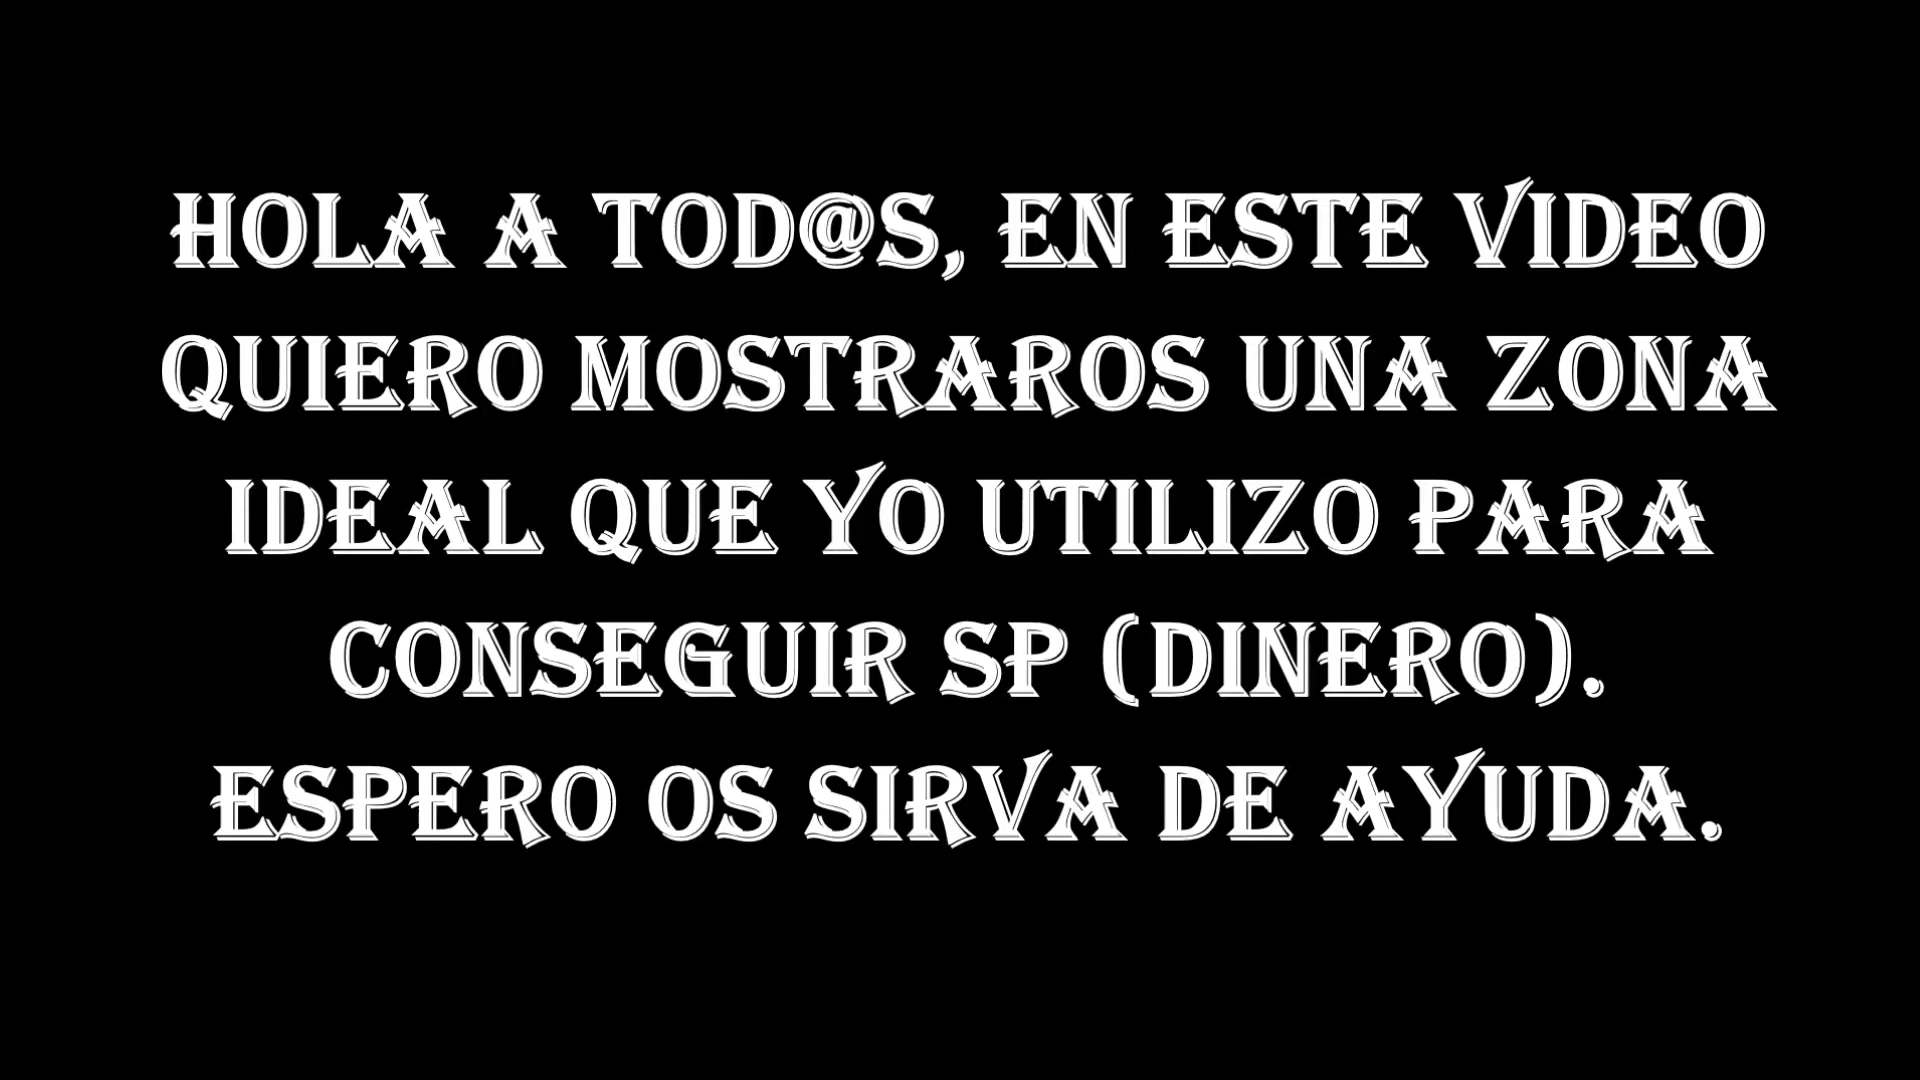 HOLA A TOD@S, EN ESTE VIDEO
QUIERO MOSTRAROS UNA ZONA
IDEAL QUE YO UTILIZO PARA
CONSEGUIR SP (DINERO).
ESPERO OS SIRVA DE AYUDA.